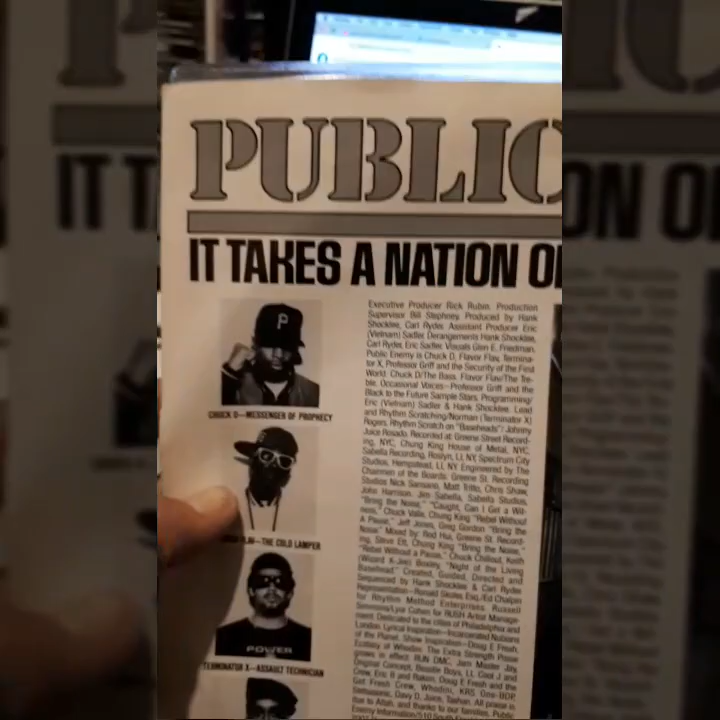 PUBLIC
IT TAKES A NATION O
P
CHUCK D—MESSENGER OF PROPHECY
—THE COLD LAMPER
POWER
TERMINATOR X—ASSAULT TECHNICIAN
Executive Producer Rick Rubin. Production
Supervisor Bill Stephney. Produced by Hank
Shocklee, Carl Ryder. Assistant Producer Eric
(Vietnam) Sadler Derangements Hank Shocklee,
Carl Ryder, Eric Sadler. Visuals Glen E. Friedman.
Public Enemy is Chuck D, Flavor Flav, Termina-
tor X, Professor Griff and the Security of the First
World. Chuck D/The Bass. Flavor Flav/The Tre-
ble. Occasional Voices—Professor Griff and the
Black to the Future Sample Stars. Programming/
Eric (Vietnam) Sadler & Hank Shocklee. Lead
and Rhythm Scratching/Norman (Terminator X)
Rogers. Rhythm Scratch on "Baseheads"/ Johnny
Juice Rosado. Recorded at: Greene Street Record-
ing, NYC, Chung King House of Metal, NYC,
Sabella Recording, Roslyn, LI, NY, Spectrum City
Studios, Hempstead, LI, NY Engineered by The
Chairmen of the Boards: Greene St. Recording
Studios Nick Sansano, Matt Tritto, Chris Shaw,
John Harrison. Jim Sabella, Sabella Studios,
"Bring the Noise," "Caught, Can I Get a Wit-
ness," Chuck Valle, Chung King "Rebel Without
A Pause," Jeff Jones, Greg Gordon "Bring the
Noise" Mixed by: Rod Hui, Greene St. Record-
ing, Steve Ett, Chung King "Bring the Noise,"
"Rebel Without a Pause," Chuck Chillout, Keith
(Wizard K-Jee) Boxley, "Night of the Living
Baseheads" Created, Guided, Directed and
Sequenced by Hank Shocklee & Carl Ryder
Representation—Ronald Skoler, Esq./Ed Chalpin
for Rhythm Method Enterprises. Russell
Simmons/Lyor Cohen for RUSH Artist Manage-
ment. Dedicated to the cities of Philadelphia and
London. Lyrical Inspiration—Incarcerated Nations
of the Planet. Show Inspiration—Doug E Fresh,
Ecstacy of Whodini. The Extra Strength Posse
grows in effect: RUN DMC, Jam Master Jay,
Original Concept, Beastie Boys, LL Cool J and
Crew, Eric B and Rakim, Doug E Fresh and the
Get Fresh Crew, Whodini, KRS One-BDP,
Stetsasonic, Davy D, Juice, All praise is
due to Allah, and thanks to our families, Public
Enemy Information/510 South